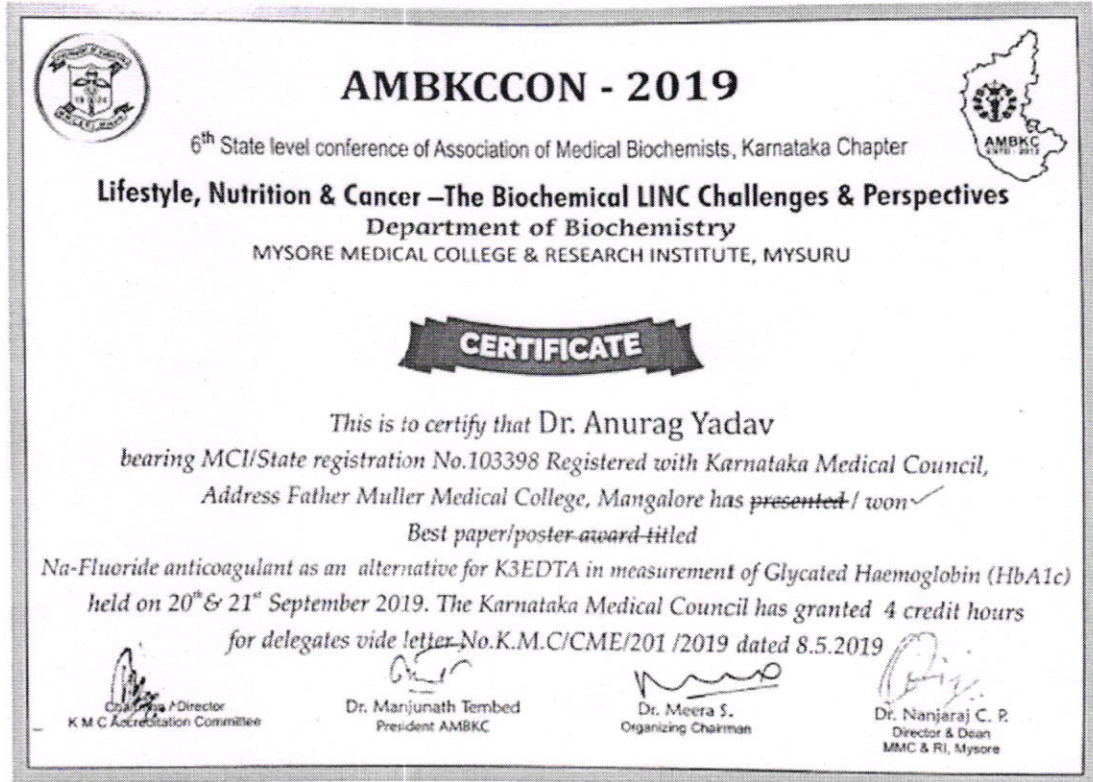 AMBKCCON - 2019
AMBKC
6th State level conference of Association of Medical Biochemists, Karnataka Chapter
Lifestyle, Nutrition & Cancer –The Biochemical LINC Challenges & Perspectives
Department of Biochemistry
MYSORE MEDICAL COLLEGE & RESEARCH INSTITUTE, MYSURU
CERTIFICATE
This is to certify that Dr. Anurag Yadav
bearing MCI/State registration No.103398 Registered with Karnataka Medical Council,
Address Father Muller Medical College, Mangalore has presented / won
Best paper/poster award titled
Na-Fluoride anticoagulant as an alternative for K3EDTA in measurement of Glycated Haemoglobin (HbA1c)
held on 20th & 21st September 2019. The Karnataka Medical Council has granted 4 credit hours
for delegates vide letter No.K.M.C/CME/201 /2019 dated 8.5.2019
Director
K M C Accreditation Committee
Dr. Manjunath Tembed
President AMBKC
Dr. Meera S.
Organizing Chairman
Dr. Nanjaraj C. P.
Director & Dean
MMC & RI, Mysore